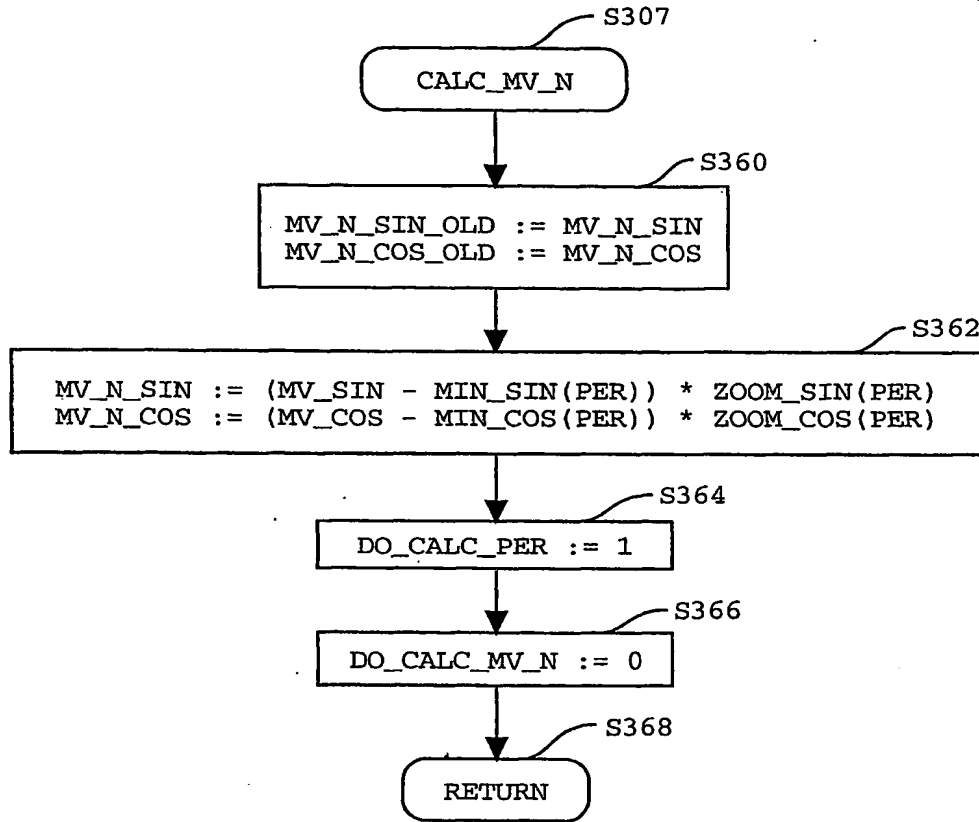 S307
CALC_MV_N
S360
MV_N_SIN_OLD := MV_N_SIN
MV_N_COS_OLD := MV_N_COS
S362
MV_N_SIN := (MV_SIN - MIN_SIN(PER)) * ZOOM_SIN(PER)
MV_N_COS := (MV_COS - MIN_COS(PER)) * ZOOM_COS(PER)
S364
DO_CALC_PER := 1
S366
DO_CALC_MV_N := 0
S368
RETURN